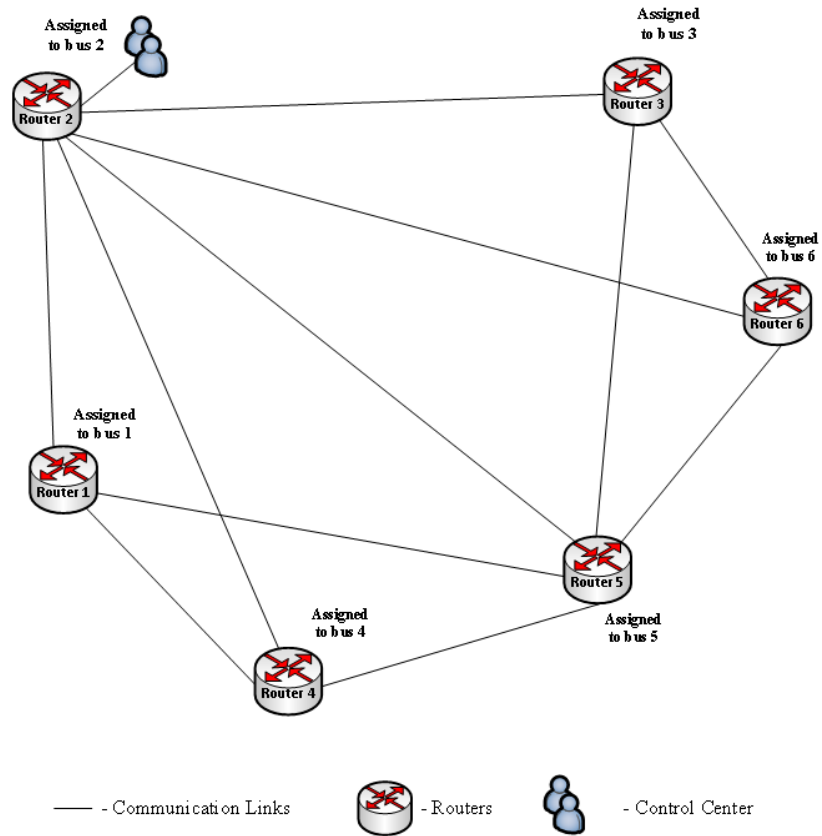 Assigned
to bus 2
Router 2
Assigned
to bus 3
Router 3
Assigned
to bus 6
Router 6
Assigned
to bus 1
Router 1
Router 5
Assigned
to bus 5
Assigned
to bus 4
Router 4
- Communication Links
- Routers
- Control Center